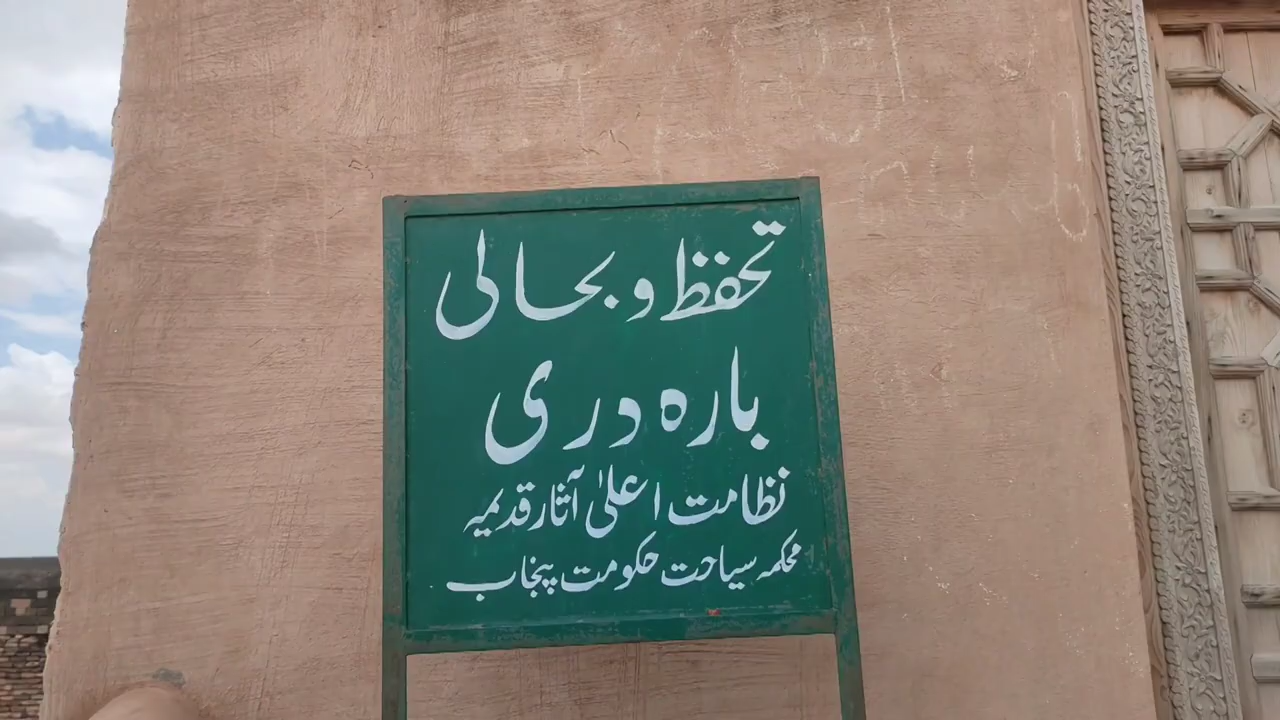 تحفظ و بحالی
بارہ دری
نظامت اعلیٰ آثار قدیمہ
محکمہ سیاحت حکومت پنجاب